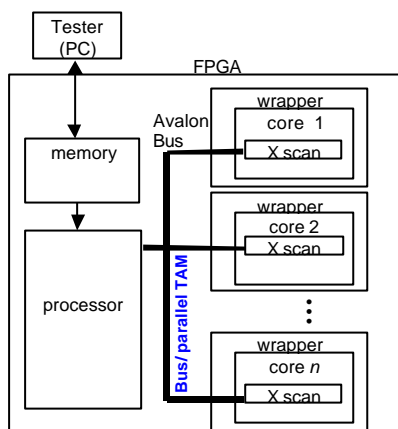 Tester
(PC)
FPGA
Avalon
Bus
memory
processor
Bus/ parallel TAM
wrapper
core 1
X scan
wrapper
core 2
X scan
...
wrapper
core n
X scan